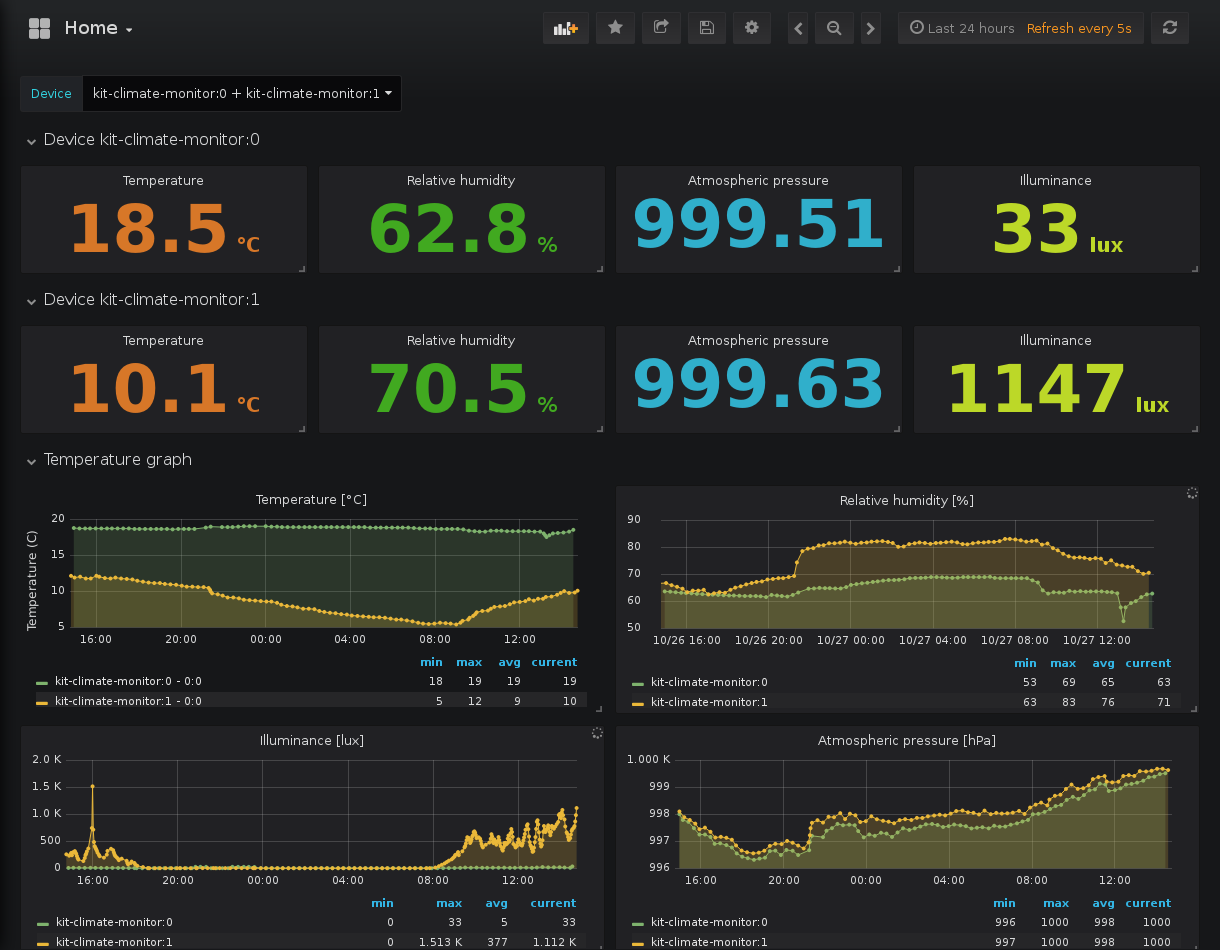 Home
Last 24 hours Refresh every 5s
Device kit-climate-monitor:0 + kit-climate-monitor:1
Device kit-climate-monitor:0
Temperature Relative humidity Atmospheric pressure Illuminance
18.5 °C 62.8 % 999.51 33 lux
Device kit-climate-monitor:1
Temperature Relative humidity Atmospheric pressure Illuminance
10.1 °C 70.5 % 999.63 1147 lux
Temperature graph
Temperature [°C]
Temperature (C)
20
15
10
5
16:00 20:00 00:00 04:00 08:00 12:00
min max avg current
kit-climate-monitor:0 - 0:0 18 19 19 19
kit-climate-monitor:1 - 0:0 5 12 9 10
Relative humidity [%]
90
80
70
60
50
10/26 16:00 10/26 20:00 10/27 00:00 10/27 04:00 10/27 08:00 10/27 12:00
min max avg current
kit-climate-monitor:0 53 69 65 63
kit-climate-monitor:1 63 83 76 71
Illuminance [lux]
2.0 K
1.5 K
1.0 K
500
0
16:00 20:00 00:00 04:00 08:00 12:00
min max avg current
kit-climate-monitor:0 0 33 5 33
kit-climate-monitor:1 0 1.513 K 377 1.112 K
Atmospheric pressure [hPa]
1.000 K
999
998
997
996
16:00 20:00 00:00 04:00 08:00 12:00
min max avg current
kit-climate-monitor:0 996 1000 998 1000
kit-climate-monitor:1 997 1000 998 1000